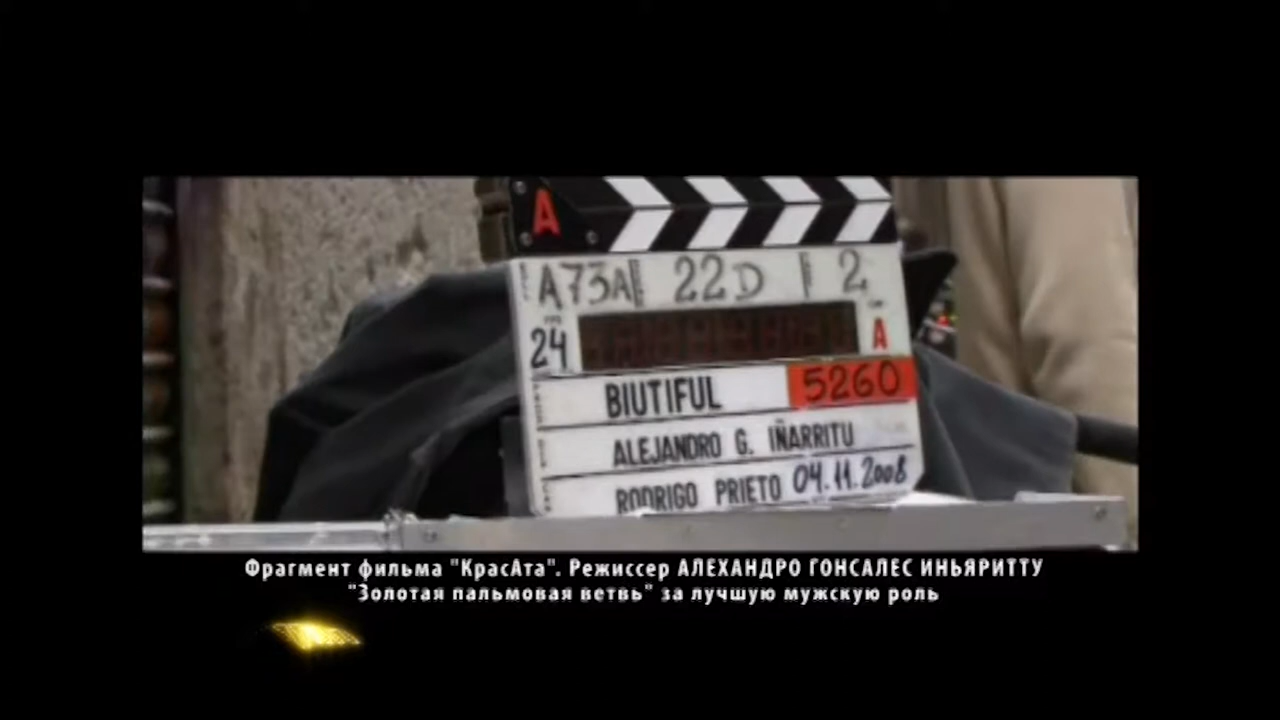 A
A73A 22D 2
24 A
BIUTIFUL 5260
ALEJANDRO G. IÑARRITU
RODRIGO PRIETO 04.11.2008
Фрагмент фильма "КрасАта". Режиссер АЛЕХАНДРО ГОНСАЛЕС ИНЬЯРИТТУ
"Золотая пальмовая ветвь" за лучшую мужскую роль